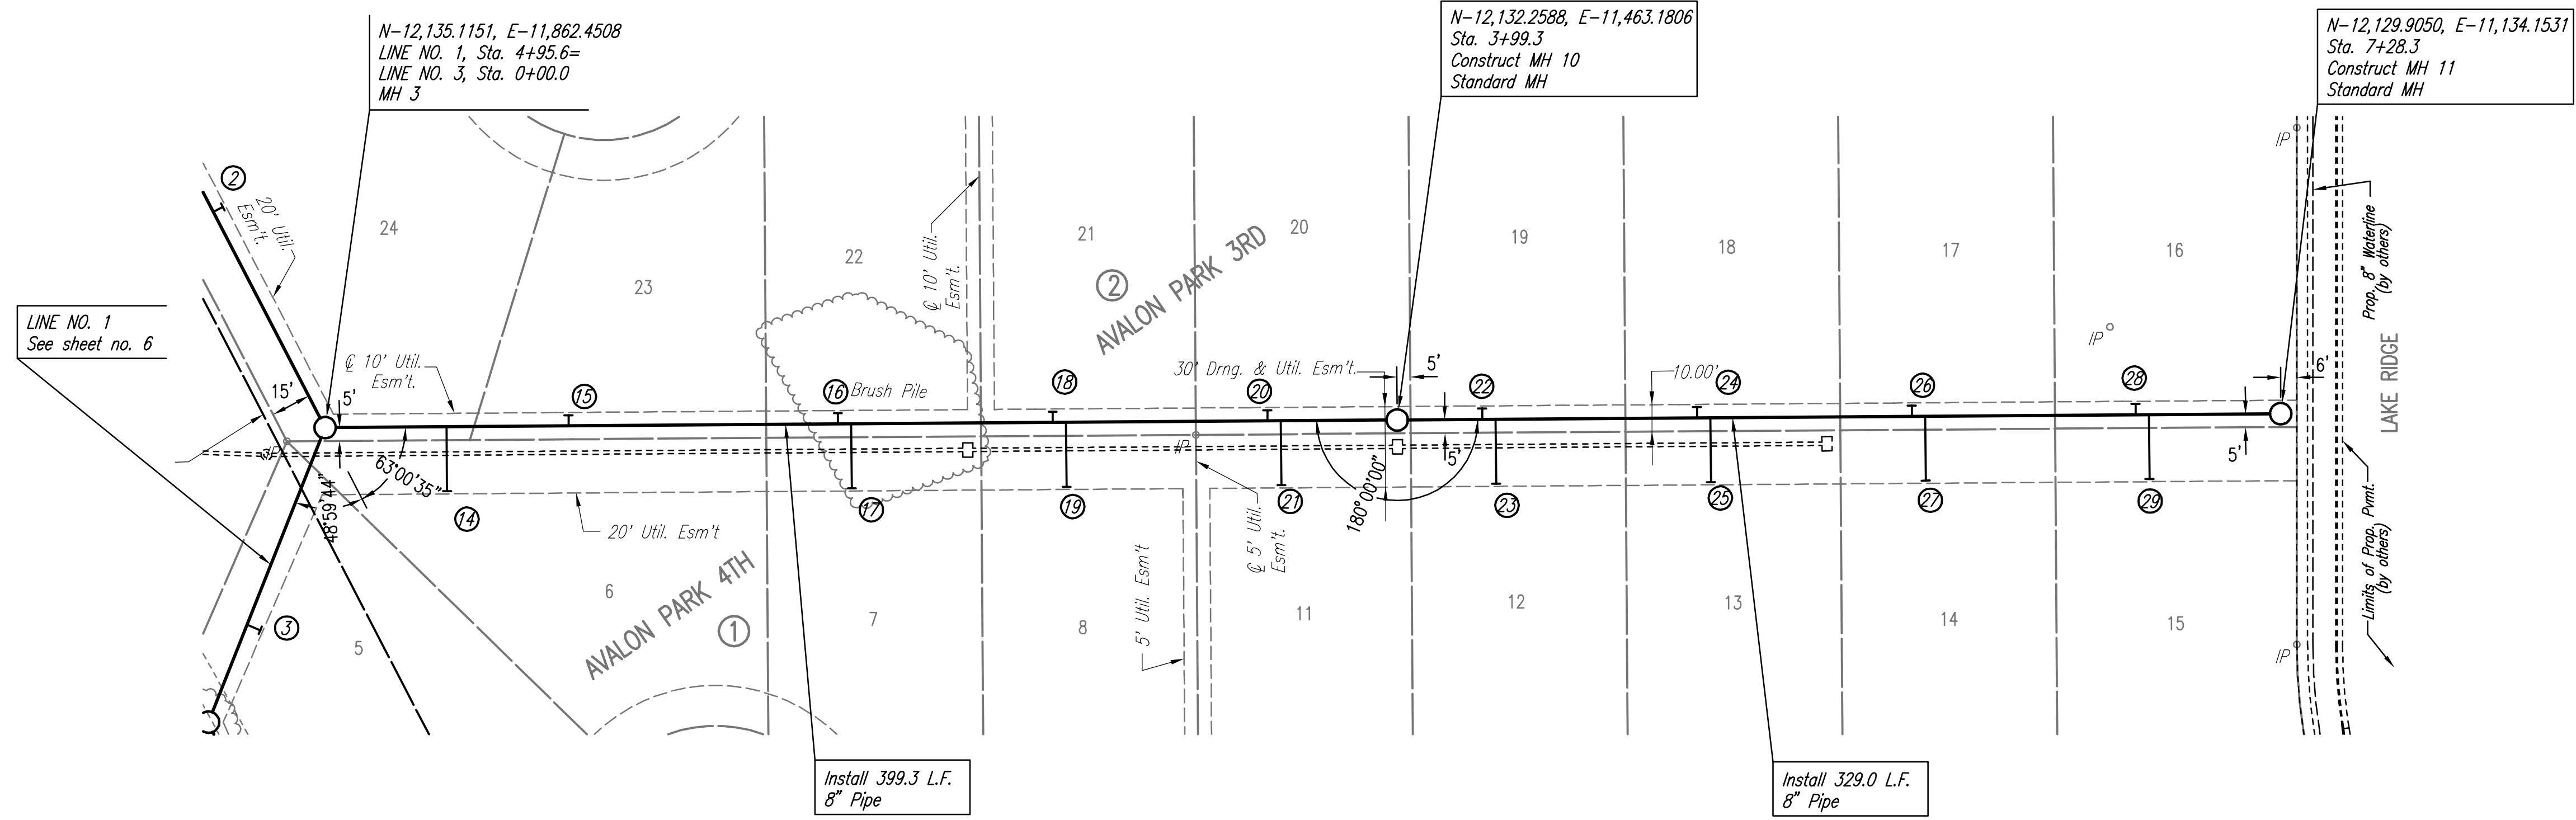 N-12,135.1151, E-11,862.4508
LINE NO. 1, Sta. 4+95.6=
LINE NO. 3, Sta. 0+00.0
MH 3
N-12,132.2588, E-11,463.1806
Sta. 3+99.3
Construct MH 10
Standard MH
N-12,129.9050, E-11,134.1531
Sta. 7+28.3
Construct MH 11
Standard MH
LINE NO. 1
See sheet no. 6
2
20' Util.
Esm't.
24
23
22
21
20
19
18
17
16
℄ 10' Util.
Esm't.
2
AVALON PARK 3RD
IP
IP
Prop. 8" Waterline
(by others)
LAKE RIDGE
℄ 10' Util.
Esm't.
15'
5'
15
16
Brush Pile
18
30' Drng. & Util. Esm't.
20
5'
22
10.00'
24
26
28
6'
IP
63°00'35"
48°59'44"
14
17
19
IP
21
180°00'00"
5'
23
25
27
29
5'
20' Util. Esm't
5' Util. Esm't
℄ 5' Util.
Esm't.
Limits of Prop. Pvmt.
(by others)
3
5
6
AVALON PARK 4TH
1
7
8
11
12
13
14
15
IP
Install 399.3 L.F.
8" Pipe
Install 329.0 L.F.
8" Pipe